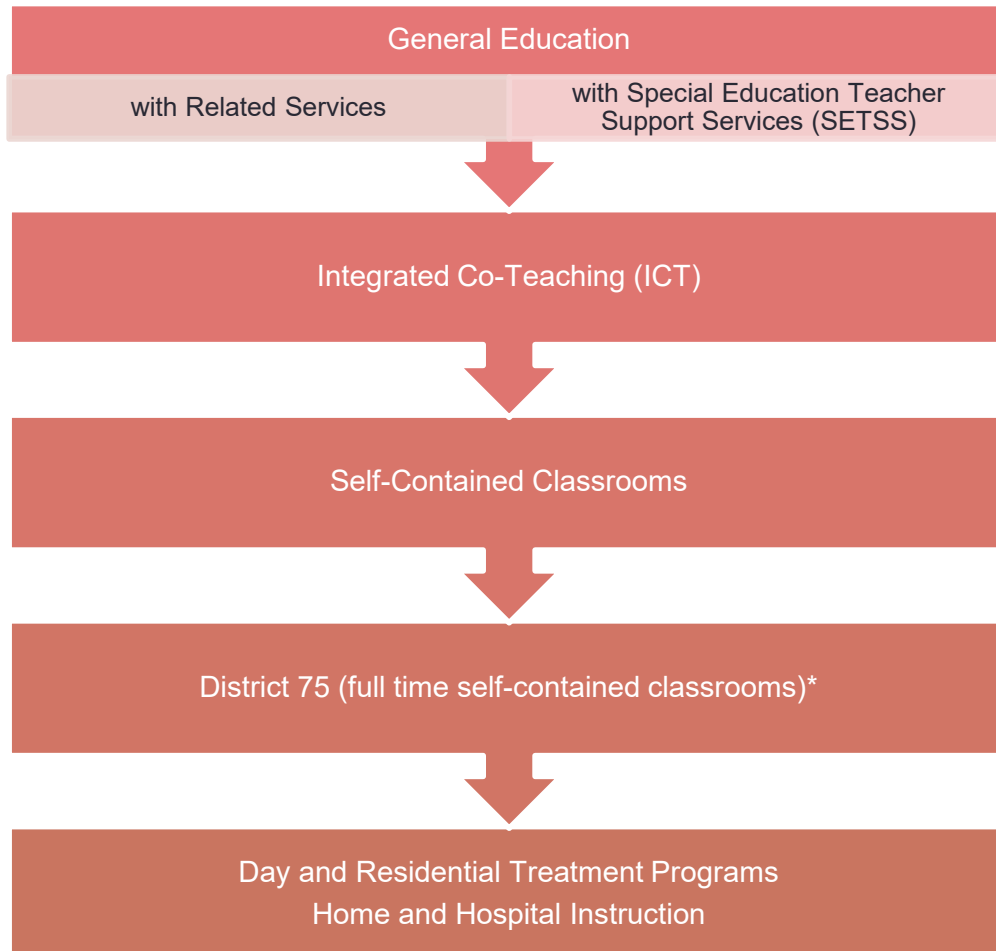 General Education
with Related Services
with Special Education Teacher
Support Services (SETSS)
Integrated Co-Teaching (ICT)
Self-Contained Classrooms
District 75 (full time self-contained classrooms)*
Day and Residential Treatment Programs
Home and Hospital Instruction